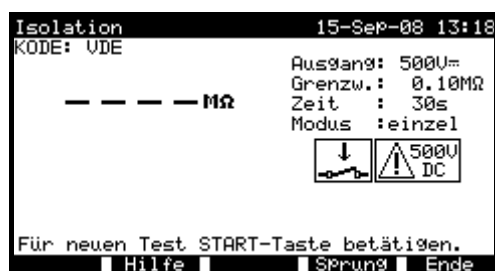 Isolation 15-Sep-08 13:18
KODE: VDE
Ausgang: 500V⎓
Grenzw.: 0.10MΩ
– – – – MΩ
Zeit : 30s
Modus :einzel
500V
DC
Für neuen Test START-Taste betätigen.
Hilfe Sprung Ende